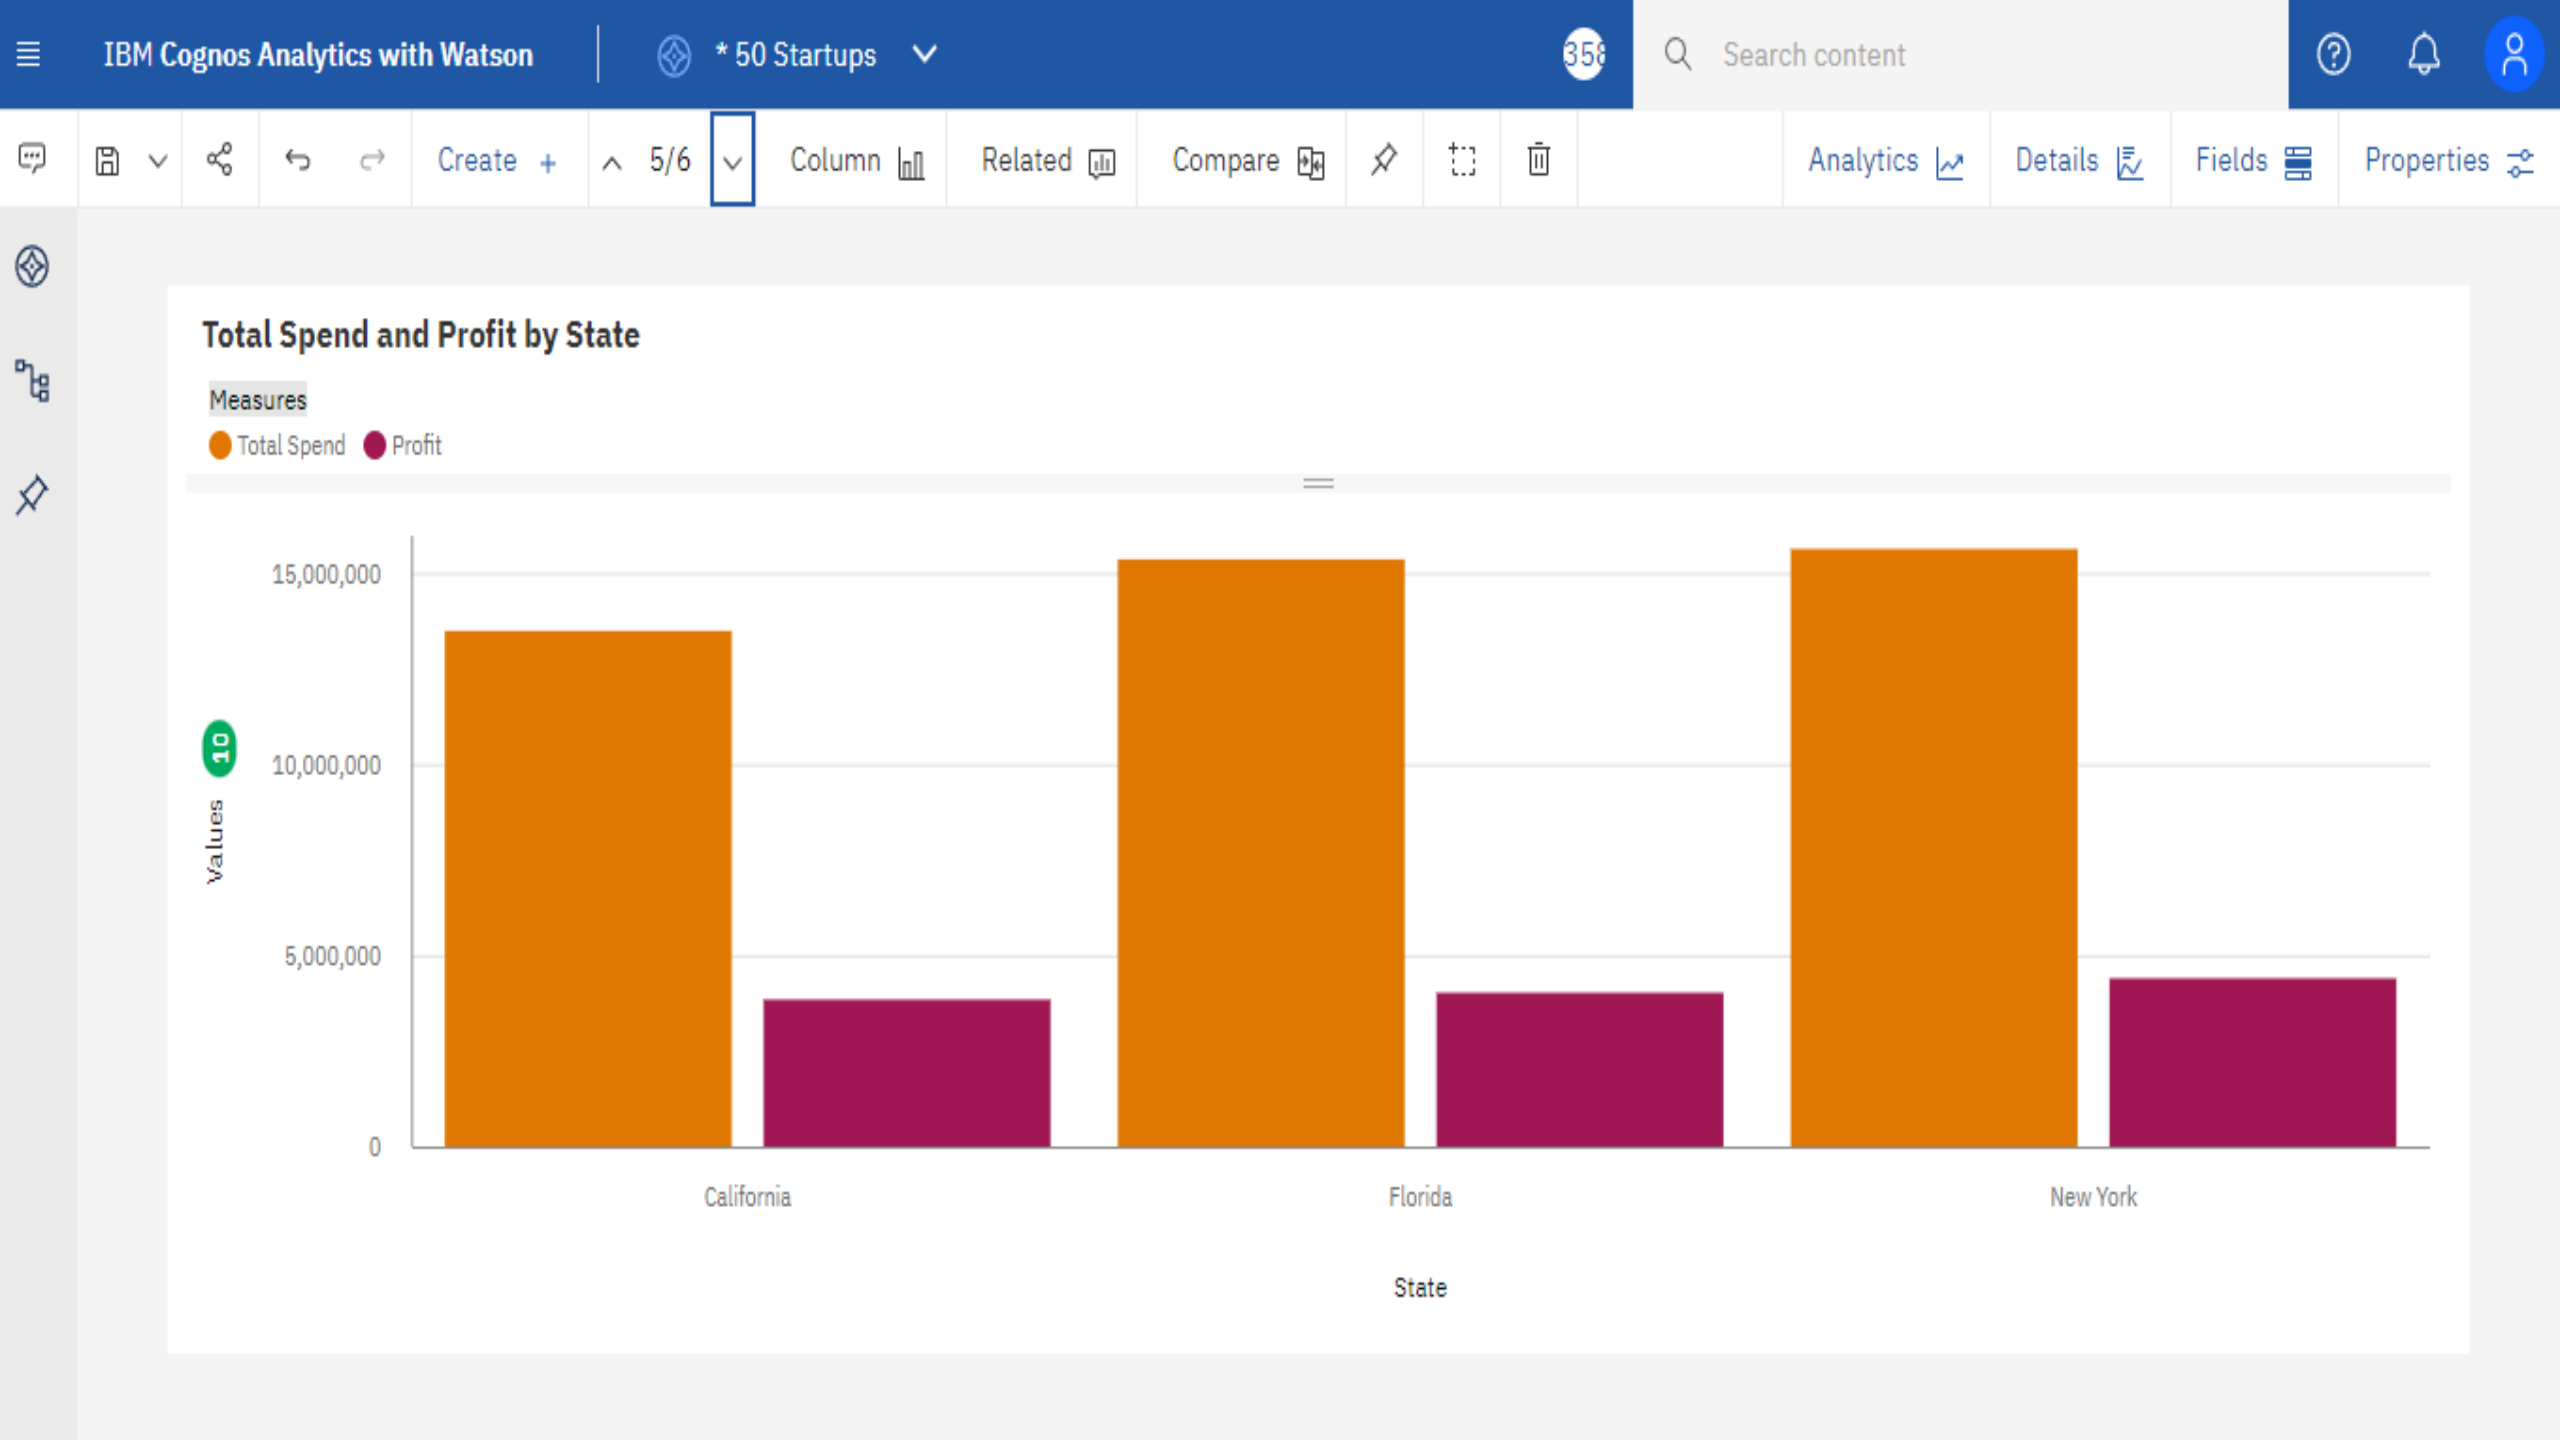 IBM Cognos Analytics with Watson
* 50 Startups
358
Search content
Create +
5/6
Column
Related
Compare
Analytics
Details
Fields
Properties
Total Spend and Profit by State
Measures
Total Spend
Profit
15,000,000
10,000,000
5,000,000
0
Values
10
California
Florida
New York
State